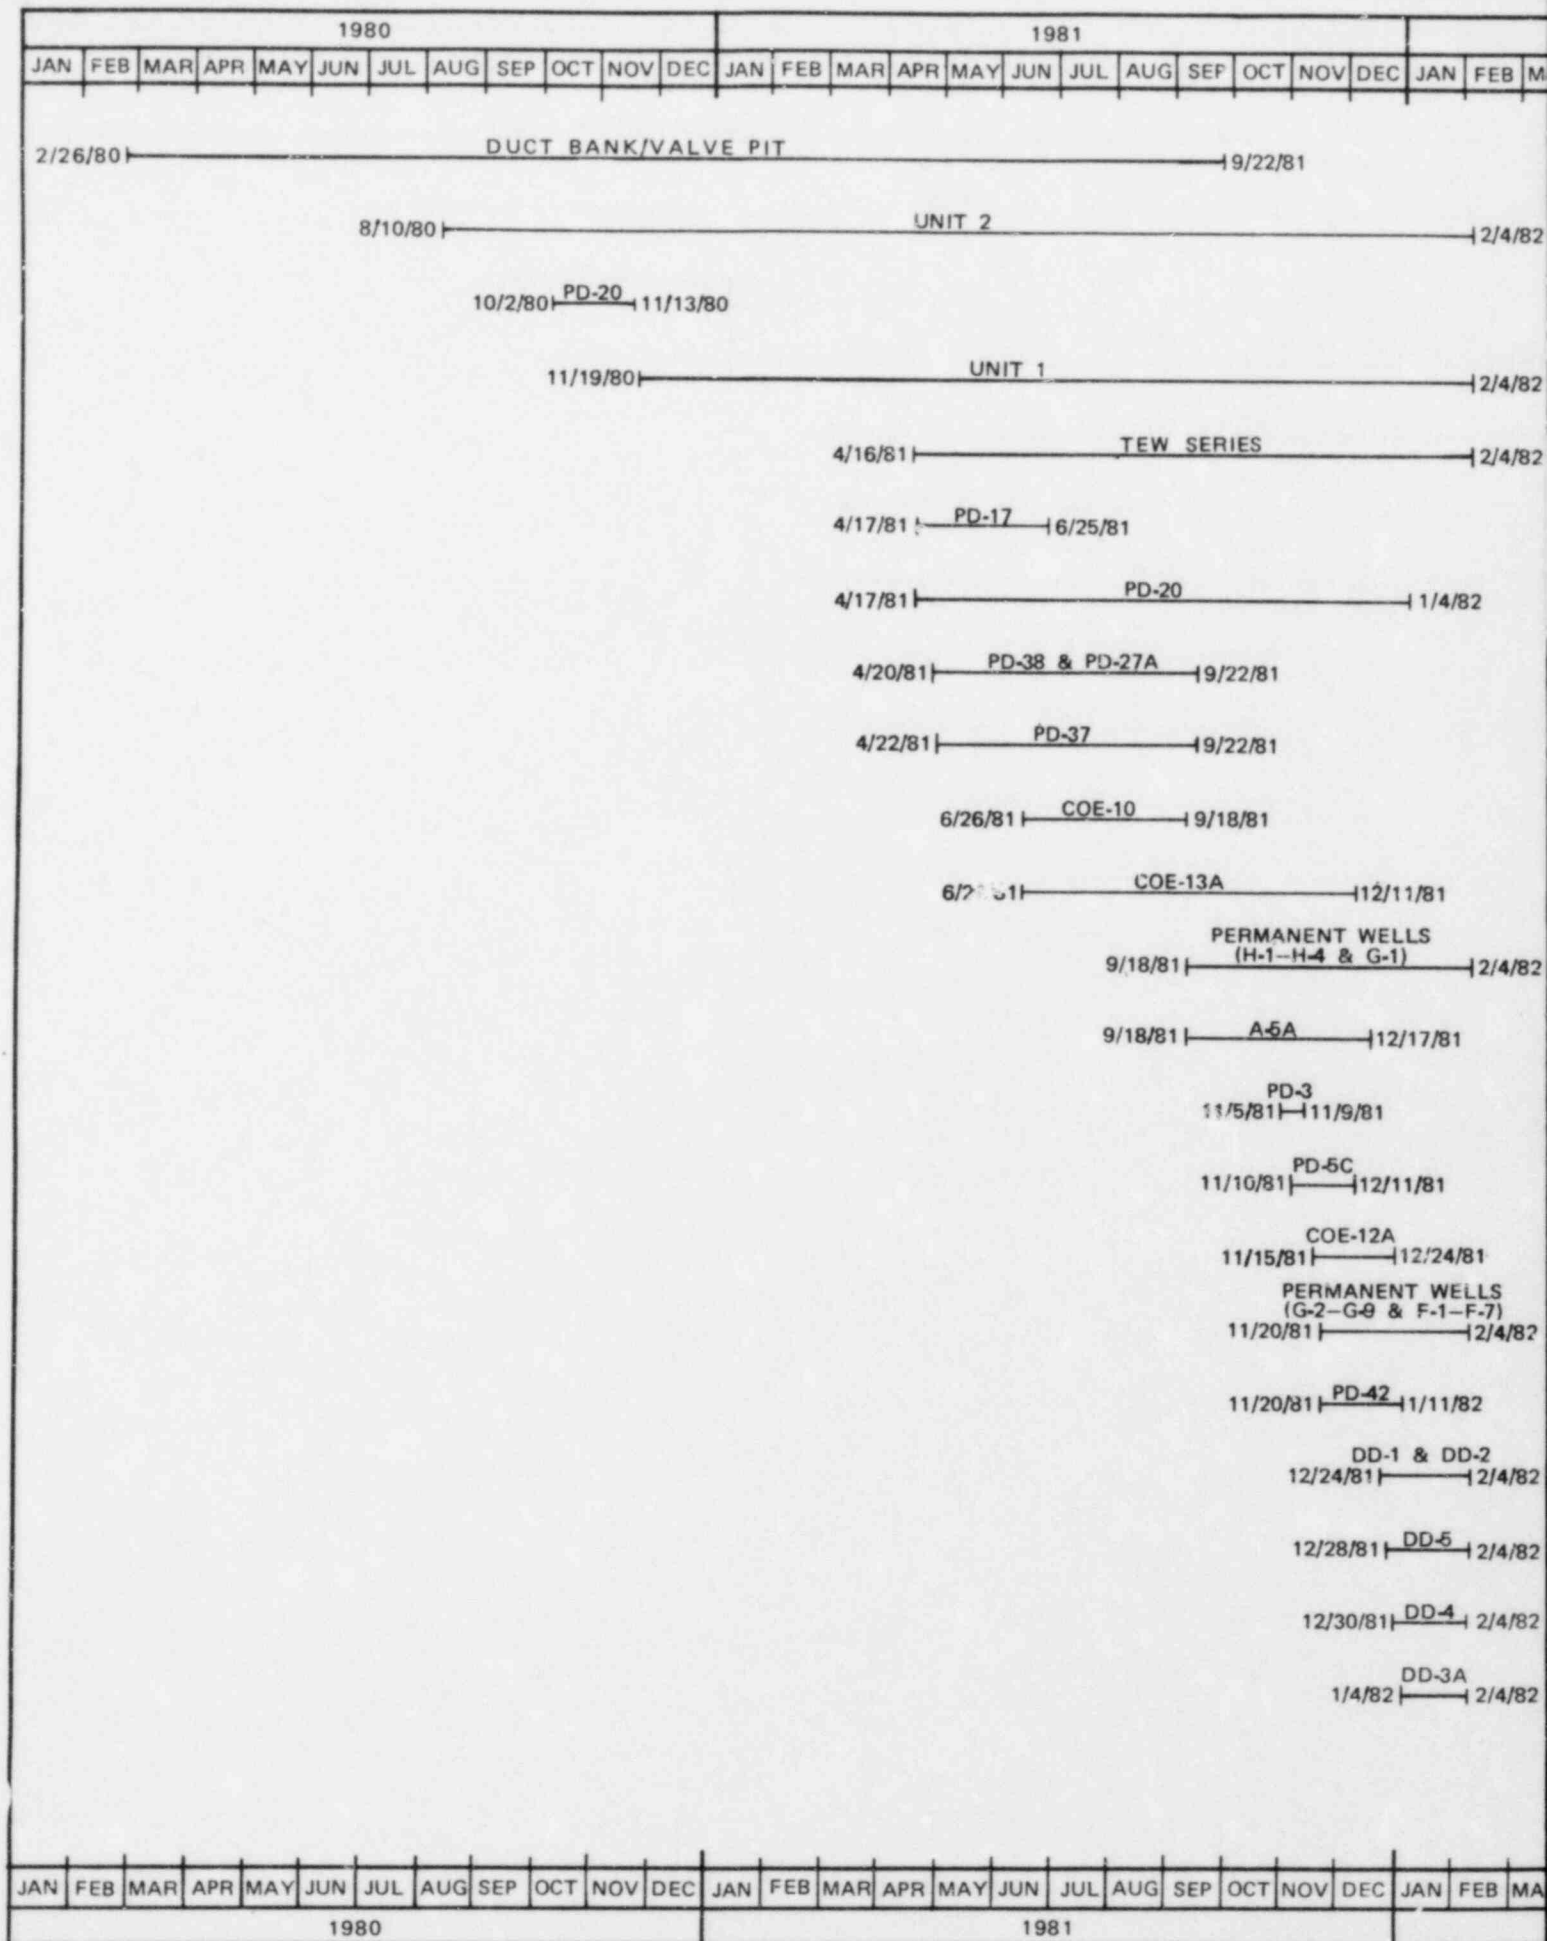 1980 1981
JAN FEB MAR APR MAY JUN JUL AUG SEP OCT NOV DEC JAN FEB MAR APR MAY JUN JUL AUG SEP OCT NOV DEC JAN FEB M
2/26/80 DUCT BANK/VALVE PIT 9/22/81
8/10/80 UNIT 2 2/4/82
10/2/80 PD-20 11/13/80
11/19/80 UNIT 1 2/4/82
4/16/81 TEW SERIES 2/4/82
4/17/81 PD-17 6/25/81
4/17/81 PD-20 1/4/82
4/20/81 PD-38 & PD-27A 9/22/81
4/22/81 PD-37 9/22/81
6/26/81 COE-10 9/18/81
COE-13A 12/11/81
PERMANENT WELLS
(H-1–H-4 & G-1)
9/18/81 2/4/82
9/18/81 A-5A 12/17/81
PD-3
11/5/81 11/9/81
PD-5C
11/10/81 12/11/81
COE-12A
11/15/81 12/24/81
PERMANENT WELLS
(G-2–G-9 & F-1–F-7)
11/20/81 2/4/82
11/20/81 PD-42 1/11/82
DD-1 & DD-2
12/24/81 2/4/82
12/28/81 DD-5 2/4/82
12/30/81 DD-4 2/4/82
DD-3A
1/4/82 2/4/82
JAN FEB MAR APR MAY JUN JUL AUG SEP OCT NOV DEC JAN FEB MAR APR MAY JUN JUL AUG SEP OCT NOV DEC JAN FEB MA
1980 1981